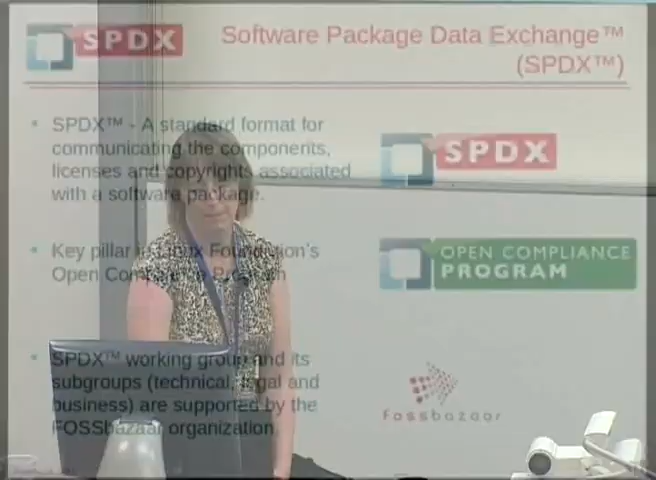 SPDX
Software Package Data Exchange™
(SPDX™)
• SPDX™ - A standard format for
communicating the components,
licenses and copyrights associated
with a software package.
SPDX
• Key pillar in Linux Foundation's
Open Compliance Program
OPEN COMPLIANCE
PROGRAM
• SPDX™ working group and its
subgroups (technical, legal and
business) are supported by the
FOSSbazaar organization.
Fossbazaar